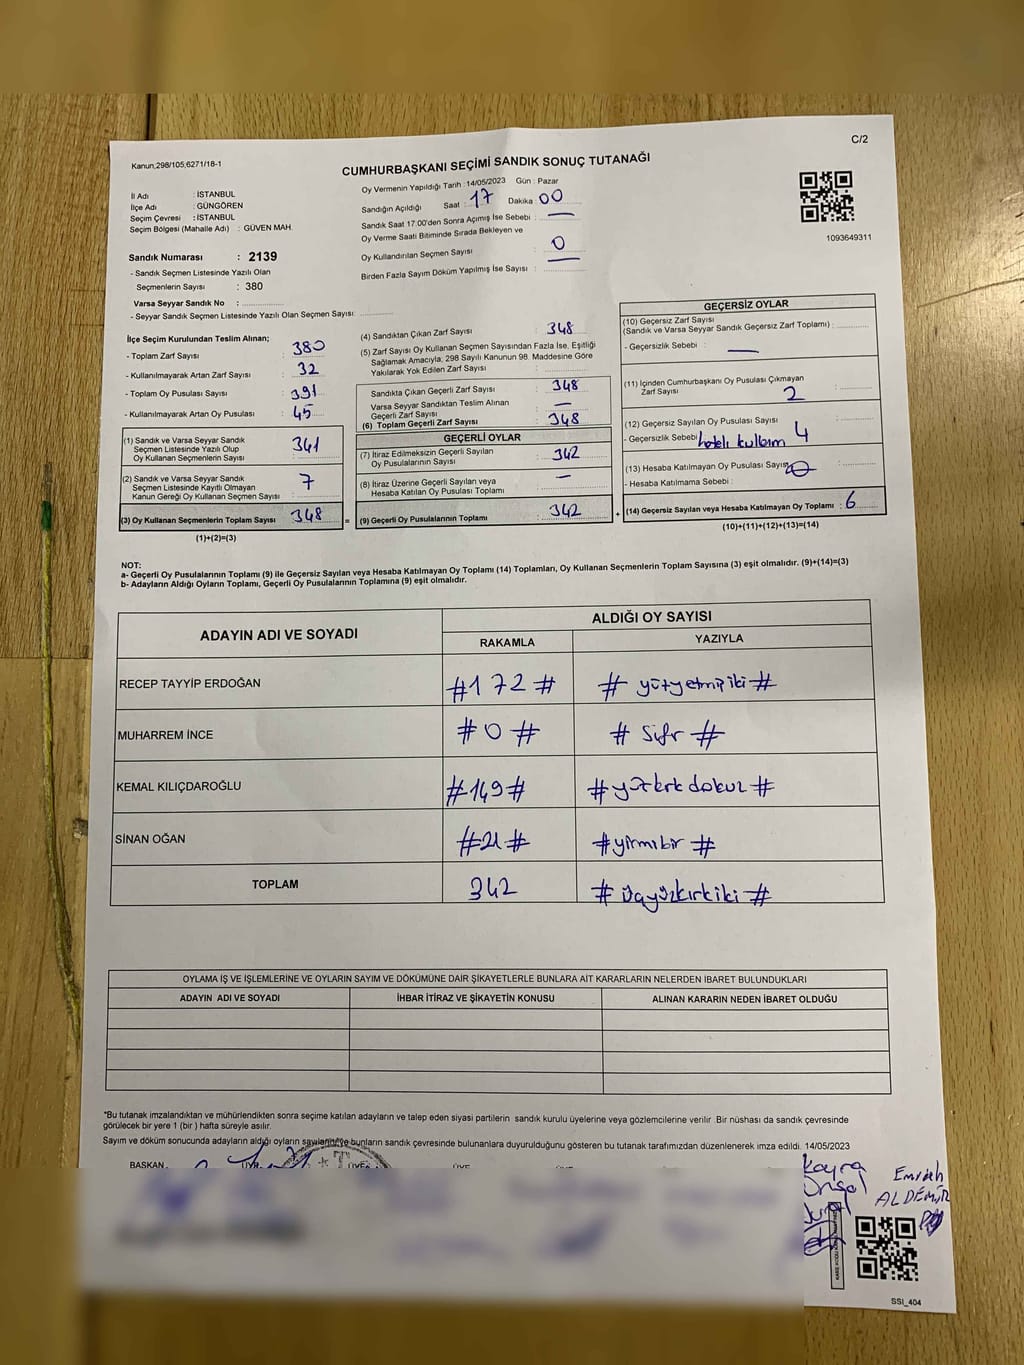 C/2
Kanun,298/105,6271/18-1
CUMHURBAŞKANI SEÇİMİ SANDIK SONUÇ TUTANAĞI
İl Adı : İSTANBUL
İlçe Adı : GÜNGÖREN
Seçim Çevresi : İSTANBUL
Seçim Bölgesi (Mahalle Adı) : GÜVEN MAH.
Sandık Numarası : 2139
- Sandık Seçmen Listesinde Yazılı Olan
Seçmenlerin Sayısı : 380
Varsa Seyyar Sandık No :
- Seyyar Sandık Seçmen Listesinde Yazılı Olan Seçmen Sayısı:
Oy Vermenin Yapıldığı Tarih : 14/05/2023 Gün : Pazar
Sandığın Açıldığı Saat : 17 Dakika : 00
Sandık Saat 17:00'den Sonra Açımış İse Sebebi : —
Oy Verme Saati Bitiminde Sırada Bekleyen ve
Oy Kullandırılan Seçmen Sayısı : 0
Birden Fazla Sayım Döküm Yapılmış İse Sayısı : —
1093649311
İlçe Seçim Kurulundan Teslim Alınan;
- Toplam Zarf Sayısı : 380
- Kullanılmayarak Artan Zarf Sayısı : 32
- Toplam Oy Pusulası Sayısı : 391
- Kullanılmayarak Artan Oy Pusulası : 45
(1) Sandık ve Varsa Seyyar Sandık
Seçmen Listesinde Yazılı Olup
Oy Kullanan Seçmenlerin Sayısı : 341
(2) Sandık ve Varsa Seyyar Sandık
Seçmen Listesinde Kayıtlı Olmayan
Kanun Gereği Oy Kullanan Seçmen Sayısı : 7
(3) Oy Kullanan Seçmenlerin Toplam Sayısı : 348 =
(1)+(2)=(3)
(4) Sandıktan Çıkan Zarf Sayısı : 348
(5) Zarf Sayısı Oy Kullanan Seçmen Sayısından Fazla İse, Eşitliği
Sağlamak Amacıyla, 298 Sayılı Kanunun 98. Maddesine Göre
Yakılarak Yok Edilen Zarf Sayısı :
Sandıkta Çıkan Geçerli Zarf Sayısı : 348
Varsa Seyyar Sandıktan Teslim Alınan
Geçerli Zarf Sayısı : —
(6) Toplam Geçerli Zarf Sayısı : 348
GEÇERLİ OYLAR
(7) İtiraz Edilmeksizin Geçerli Sayılan
Oy Pusulalarının Sayısı : 342
(8) İtiraz Üzerine Geçerli Sayılan veya
Hesaba Katılan Oy Pusulası Toplamı : —
(9) Geçerli Oy Pusulalarının Toplamı : 342 +
GEÇERSİZ OYLAR
(10) Geçersiz Zarf Sayısı
(Sandık ve Varsa Seyyar Sandık Geçersiz Zarf Toplamı) :
- Geçersizlik Sebebi : —
(11) İçinden Cumhurbaşkanı Oy Pusulası Çıkmayan
Zarf Sayısı 2
(12) Geçersiz Sayılan Oy Pusulası Sayısı
- Geçersizlik Sebebi hatalı kullanım 4
(13) Hesaba Katılmayan Oy Pusulası Sayısı 0
- Hesaba Katılmama Sebebi :
(14) Geçersiz Sayılan veya Hesaba Katılmayan Oy Toplamı : 6
(10)+(11)+(12)+(13)=(14)
NOT:
a- Geçerli Oy Pusulalarının Toplamı (9) ile Geçersiz Sayılan veya Hesaba Katılmayan Oy Toplamı (14) Toplamları, Oy Kullanan Seçmenlerin Toplam Sayısına (3) eşit olmalıdır. (9)+(14)=(3)
b- Adayların Aldığı Oyların Toplamı, Geçerli Oy Pusulalarının Toplamına (9) eşit olmalıdır.
ADAYIN ADI VE SOYADI
ALDIĞI OY SAYISI
RAKAMLA YAZIYLA
RECEP TAYYİP ERDOĞAN #172# #yüzyetmişiki#
MUHARREM İNCE #0# #Sıfır#
KEMAL KILIÇDAROĞLU #149# #yüzkırkdokuz#
SİNAN OĞAN #21# #yirmibir#
TOPLAM 342 #üçyüzkırkiki#
OYLAMA İŞ VE İŞLEMLERİNE VE OYLARIN SAYIM VE DÖKÜMÜNE DAİR ŞİKAYETLERLE BUNLARA AİT KARARLARIN NELERDEN İBARET BULUNDUKLARI
ADAYIN ADI VE SOYADI İHBAR İTİRAZ VE ŞİKAYETİN KONUSU ALINAN KARARIN NEDEN İBARET OLDUĞU
*Bu tutanak imzalandıktan ve mühürlendikten sonra seçime katılan adayların ve talep eden siyasi partilerin sandık kurulu üyelerine veya gözlemcilerine verilir. Bir nüshası da sandık çevresinde
görülecek bir yere 1 (bir ) hafta süreyle asılır.
Sayım ve döküm sonucunda adayların aldığı oyların sayılarını ve bunların sandık çevresinde bulunanlara duyurulduğunu gösteren bu tutanak tarafımızdan düzenlenerek imza edildi. 14/05/2023
BAŞKAN ÜYE ÜYE ÜYE
Kayra
Ünsal
Emrah
ALDEMİR
SSI_404